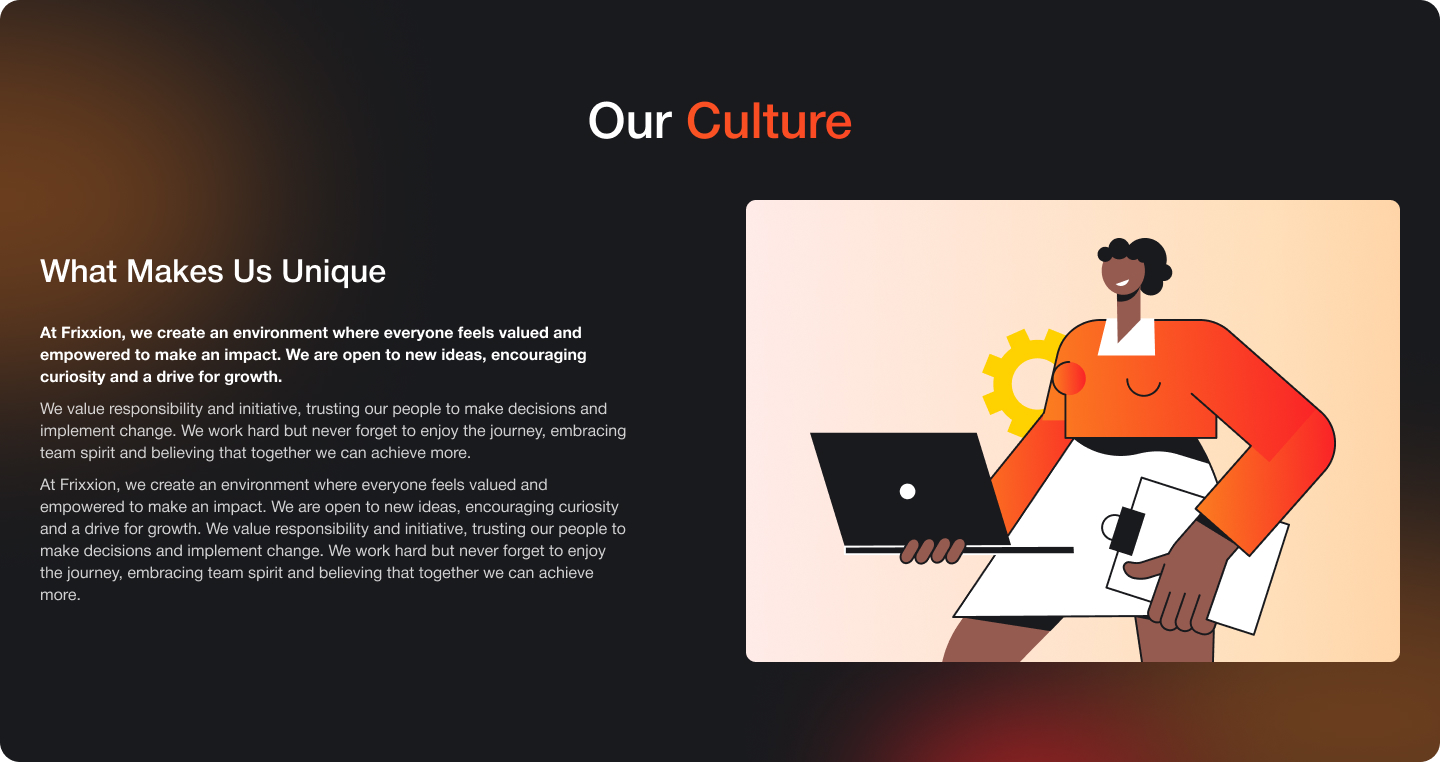 Our Culture
What Makes Us Unique
At Frixxion, we create an environment where everyone feels valued and
empowered to make an impact. We are open to new ideas, encouraging
curiosity and a drive for growth.
We value responsibility and initiative, trusting our people to make decisions and
implement change. We work hard but never forget to enjoy the journey, embracing
team spirit and believing that together we can achieve more.
At Frixxion, we create an environment where everyone feels valued and
empowered to make an impact. We are open to new ideas, encouraging curiosity
and a drive for growth. We value responsibility and initiative, trusting our people to
make decisions and implement change. We work hard but never forget to enjoy
the journey, embracing team spirit and believing that together we can achieve
more.